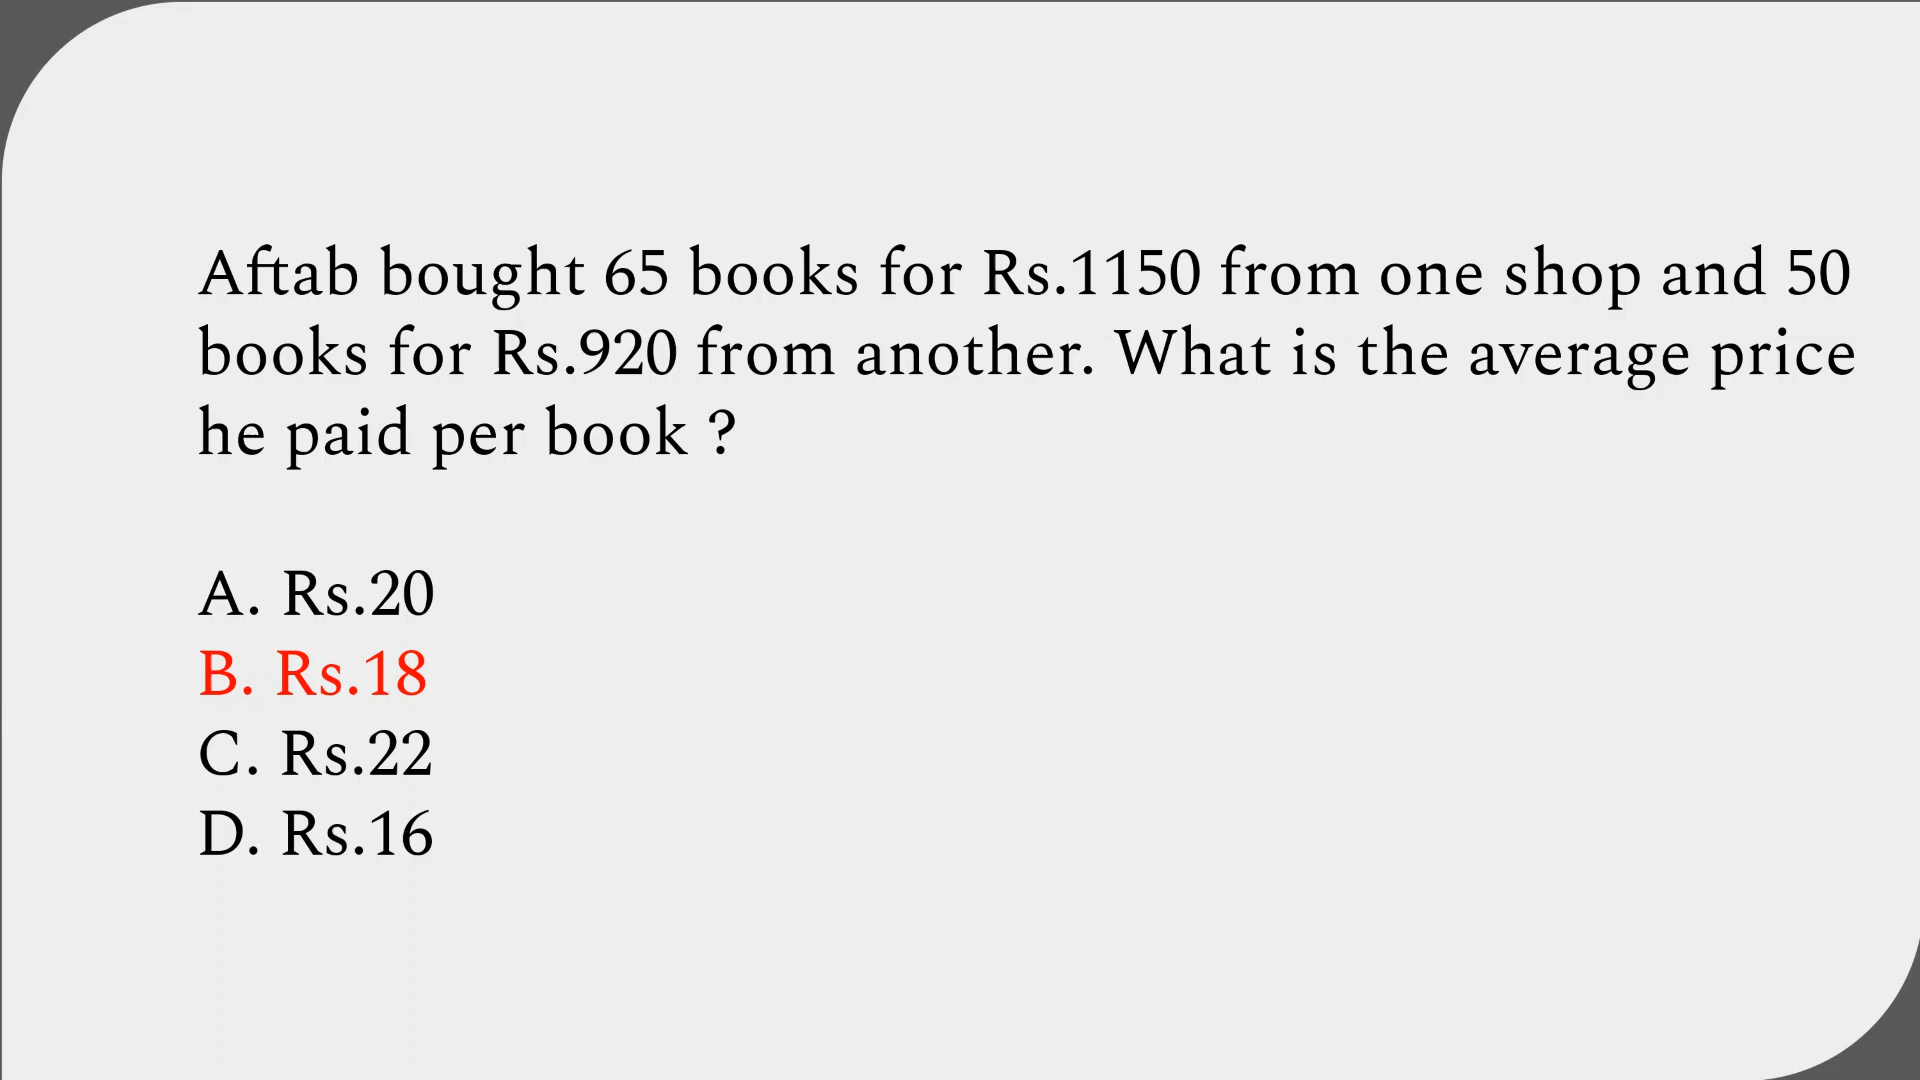 Aftab bought 65 books for Rs.1150 from one shop and 50
books for Rs.920 from another. What is the average price
he paid per book ?
A. Rs.20
B. Rs.18
C. Rs.22
D. Rs.16